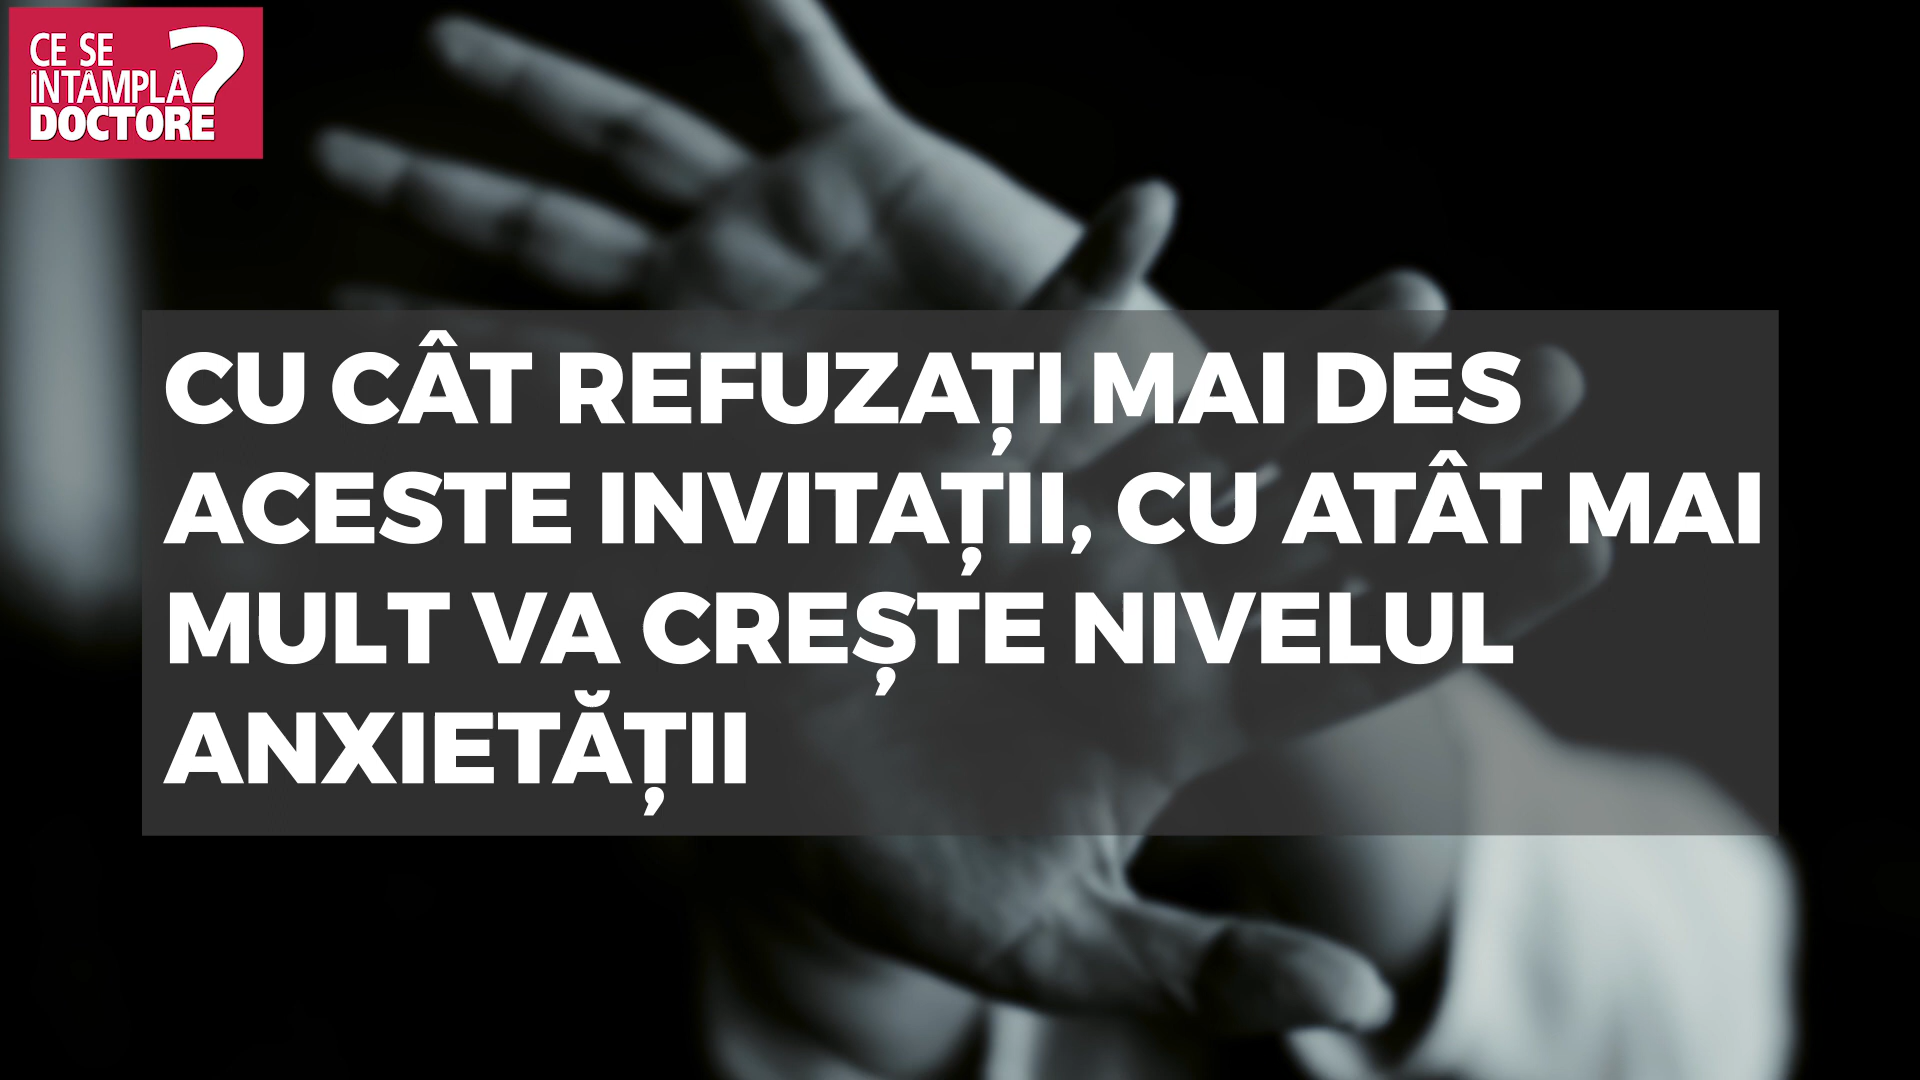 CE SE
ÎNTÂMPLĂ
DOCTORE?
CU CÂT REFUZAȚI MAI DES
ACESTE INVITAȚII, CU ATÂT MAI
MULT VA CREȘTE NIVELUL
ANXIETĂȚII